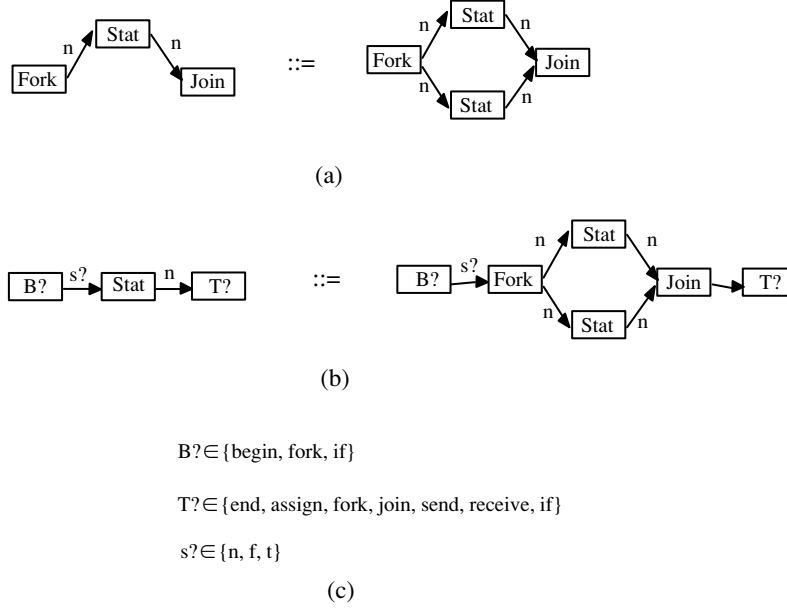 n Stat n
Fork Join
::=
n Stat n
Fork Join
n Stat n
(a)
B? s? Stat n T?
::=
B? s? Fork n Stat n Join T?
n Stat n
(b)
B?∈{begin, fork, if}
T?∈{end, assign, fork, join, send, receive, if}
s?∈{n, f, t}
(c)